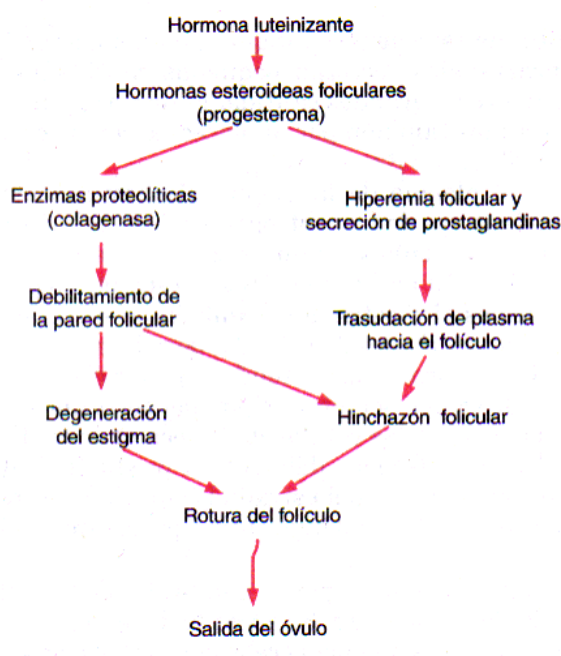 Hormona luteinizante
Hormonas esteroideas foliculares
(progesterona)
Enzimas proteolíticas
(colagenasa)
Hiperemia folicular y
secreción de prostaglandinas
Debilitamiento de
la pared folicular
Trasudación de plasma
hacia el folículo
Degeneración
del estigma
Hinchazón folicular
Rotura del folículo
Salida del óvulo